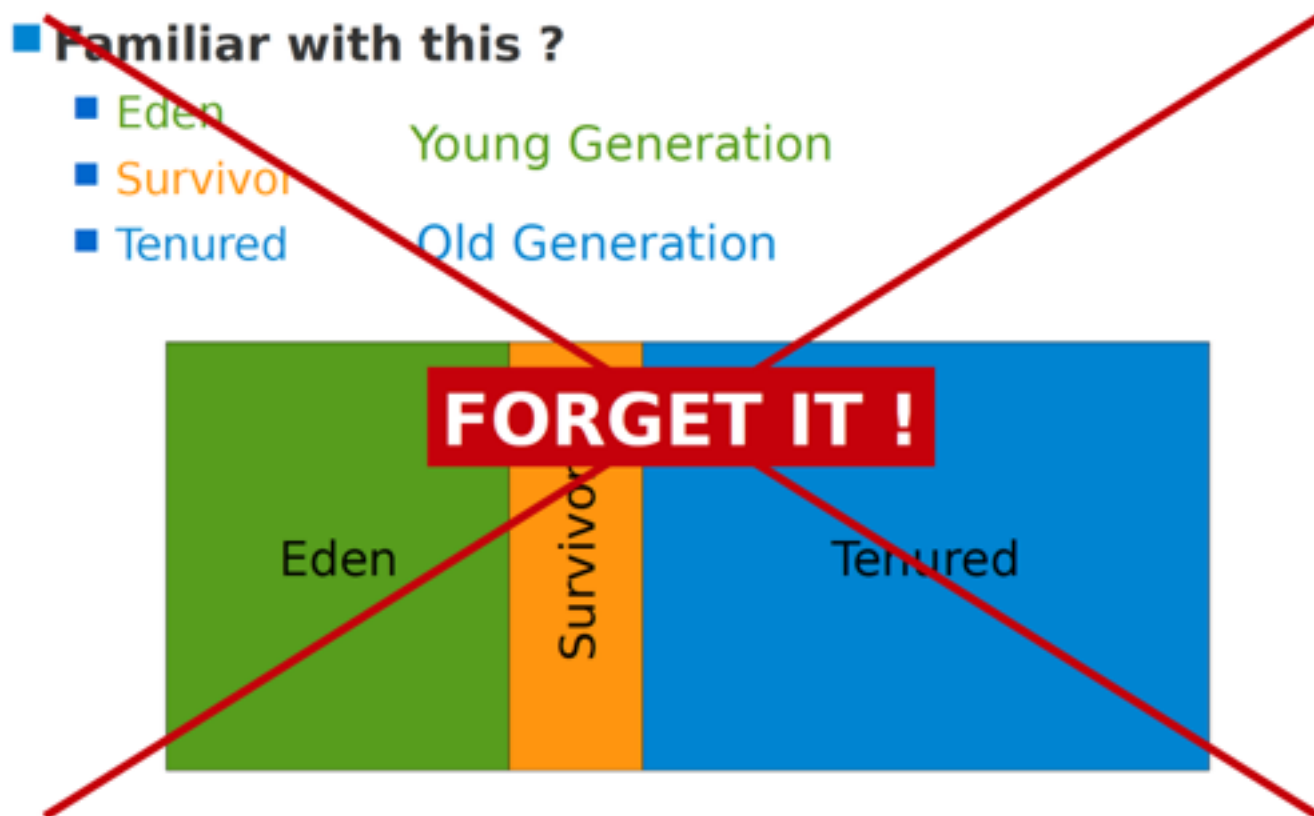 Familiar with this ?
Eden
Survivor
Tenured
Young Generation
Old Generation
FORGET IT !
Eden
Survivor
Tenured